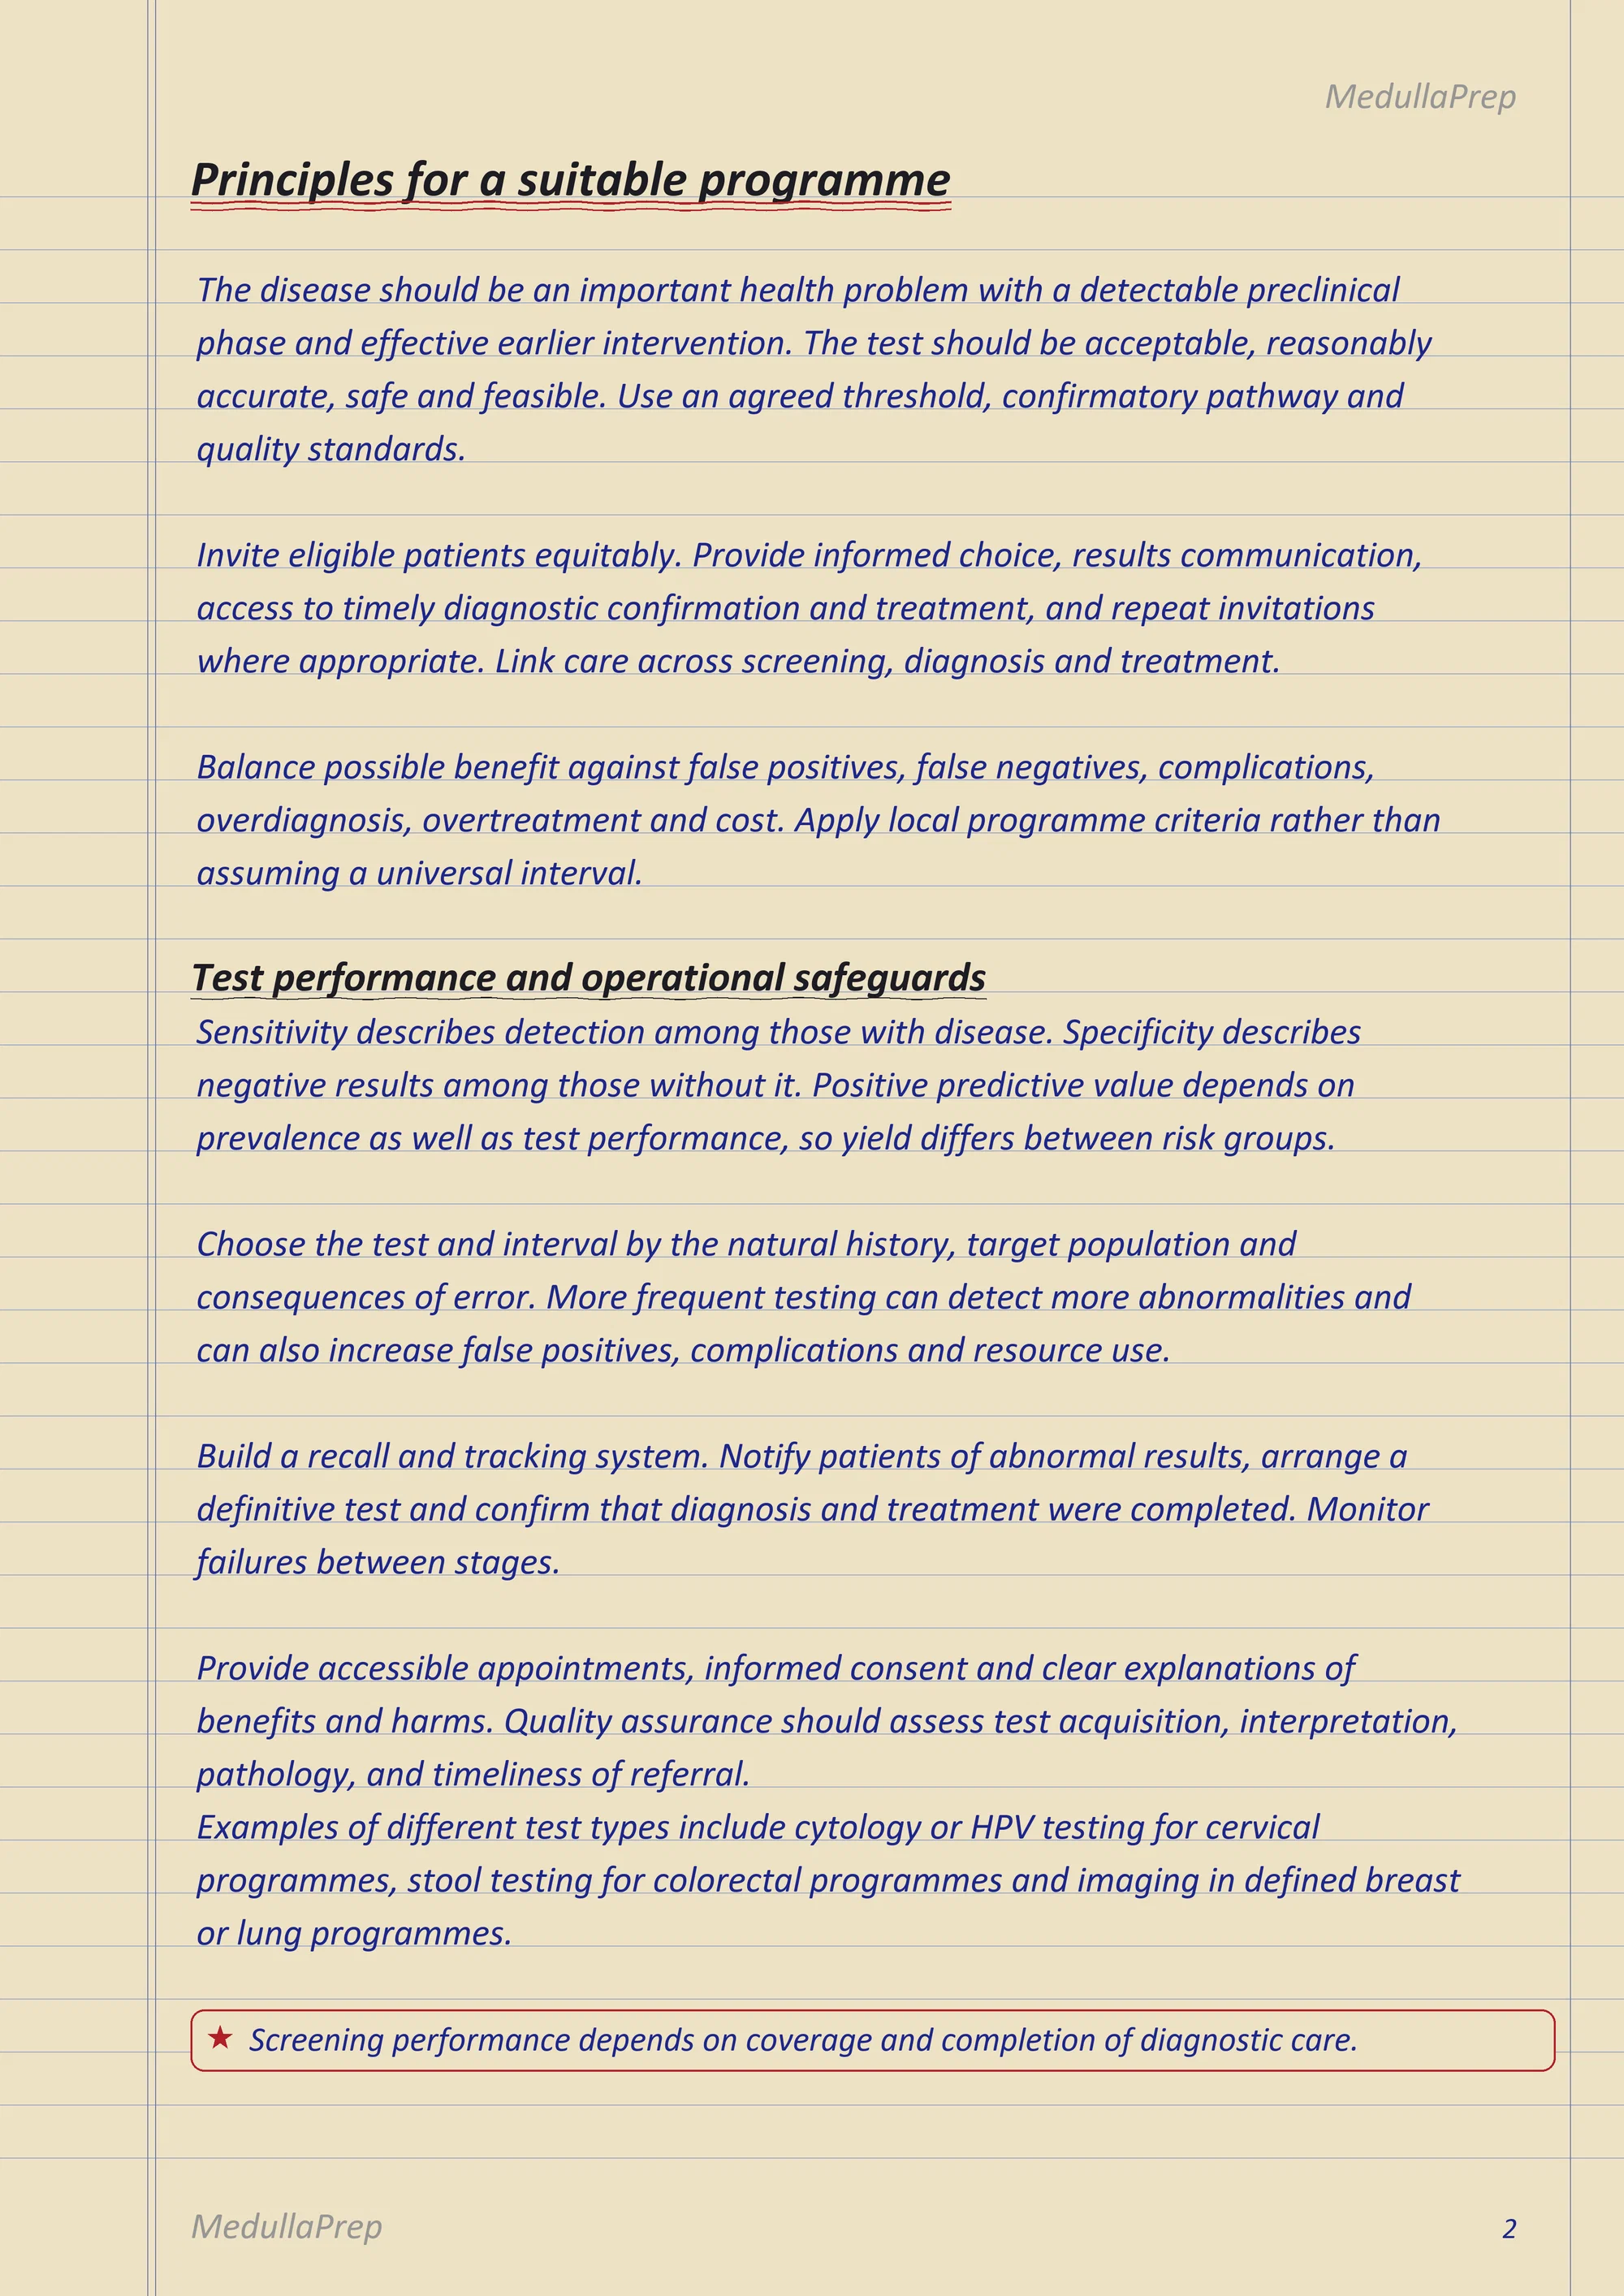 MedullaPrep
Principles for a suitable programme
The disease should be an important health problem with a detectable preclinical
phase and effective earlier intervention. The test should be acceptable, reasonably
accurate, safe and feasible. Use an agreed threshold, confirmatory pathway and
quality standards.
Invite eligible patients equitably. Provide informed choice, results communication,
access to timely diagnostic confirmation and treatment, and repeat invitations
where appropriate. Link care across screening, diagnosis and treatment.
Balance possible benefit against false positives, false negatives, complications,
overdiagnosis, overtreatment and cost. Apply local programme criteria rather than
assuming a universal interval.
Test performance and operational safeguards
Sensitivity describes detection among those with disease. Specificity describes
negative results among those without it. Positive predictive value depends on
prevalence as well as test performance, so yield differs between risk groups.
Choose the test and interval by the natural history, target population and
consequences of error. More frequent testing can detect more abnormalities and
can also increase false positives, complications and resource use.
Build a recall and tracking system. Notify patients of abnormal results, arrange a
definitive test and confirm that diagnosis and treatment were completed. Monitor
failures between stages.
Provide accessible appointments, informed consent and clear explanations of
benefits and harms. Quality assurance should assess test acquisition, interpretation,
pathology, and timeliness of referral.
Examples of different test types include cytology or HPV testing for cervical
programmes, stool testing for colorectal programmes and imaging in defined breast
or lung programmes.
★ Screening performance depends on coverage and completion of diagnostic care.
MedullaPrep
2